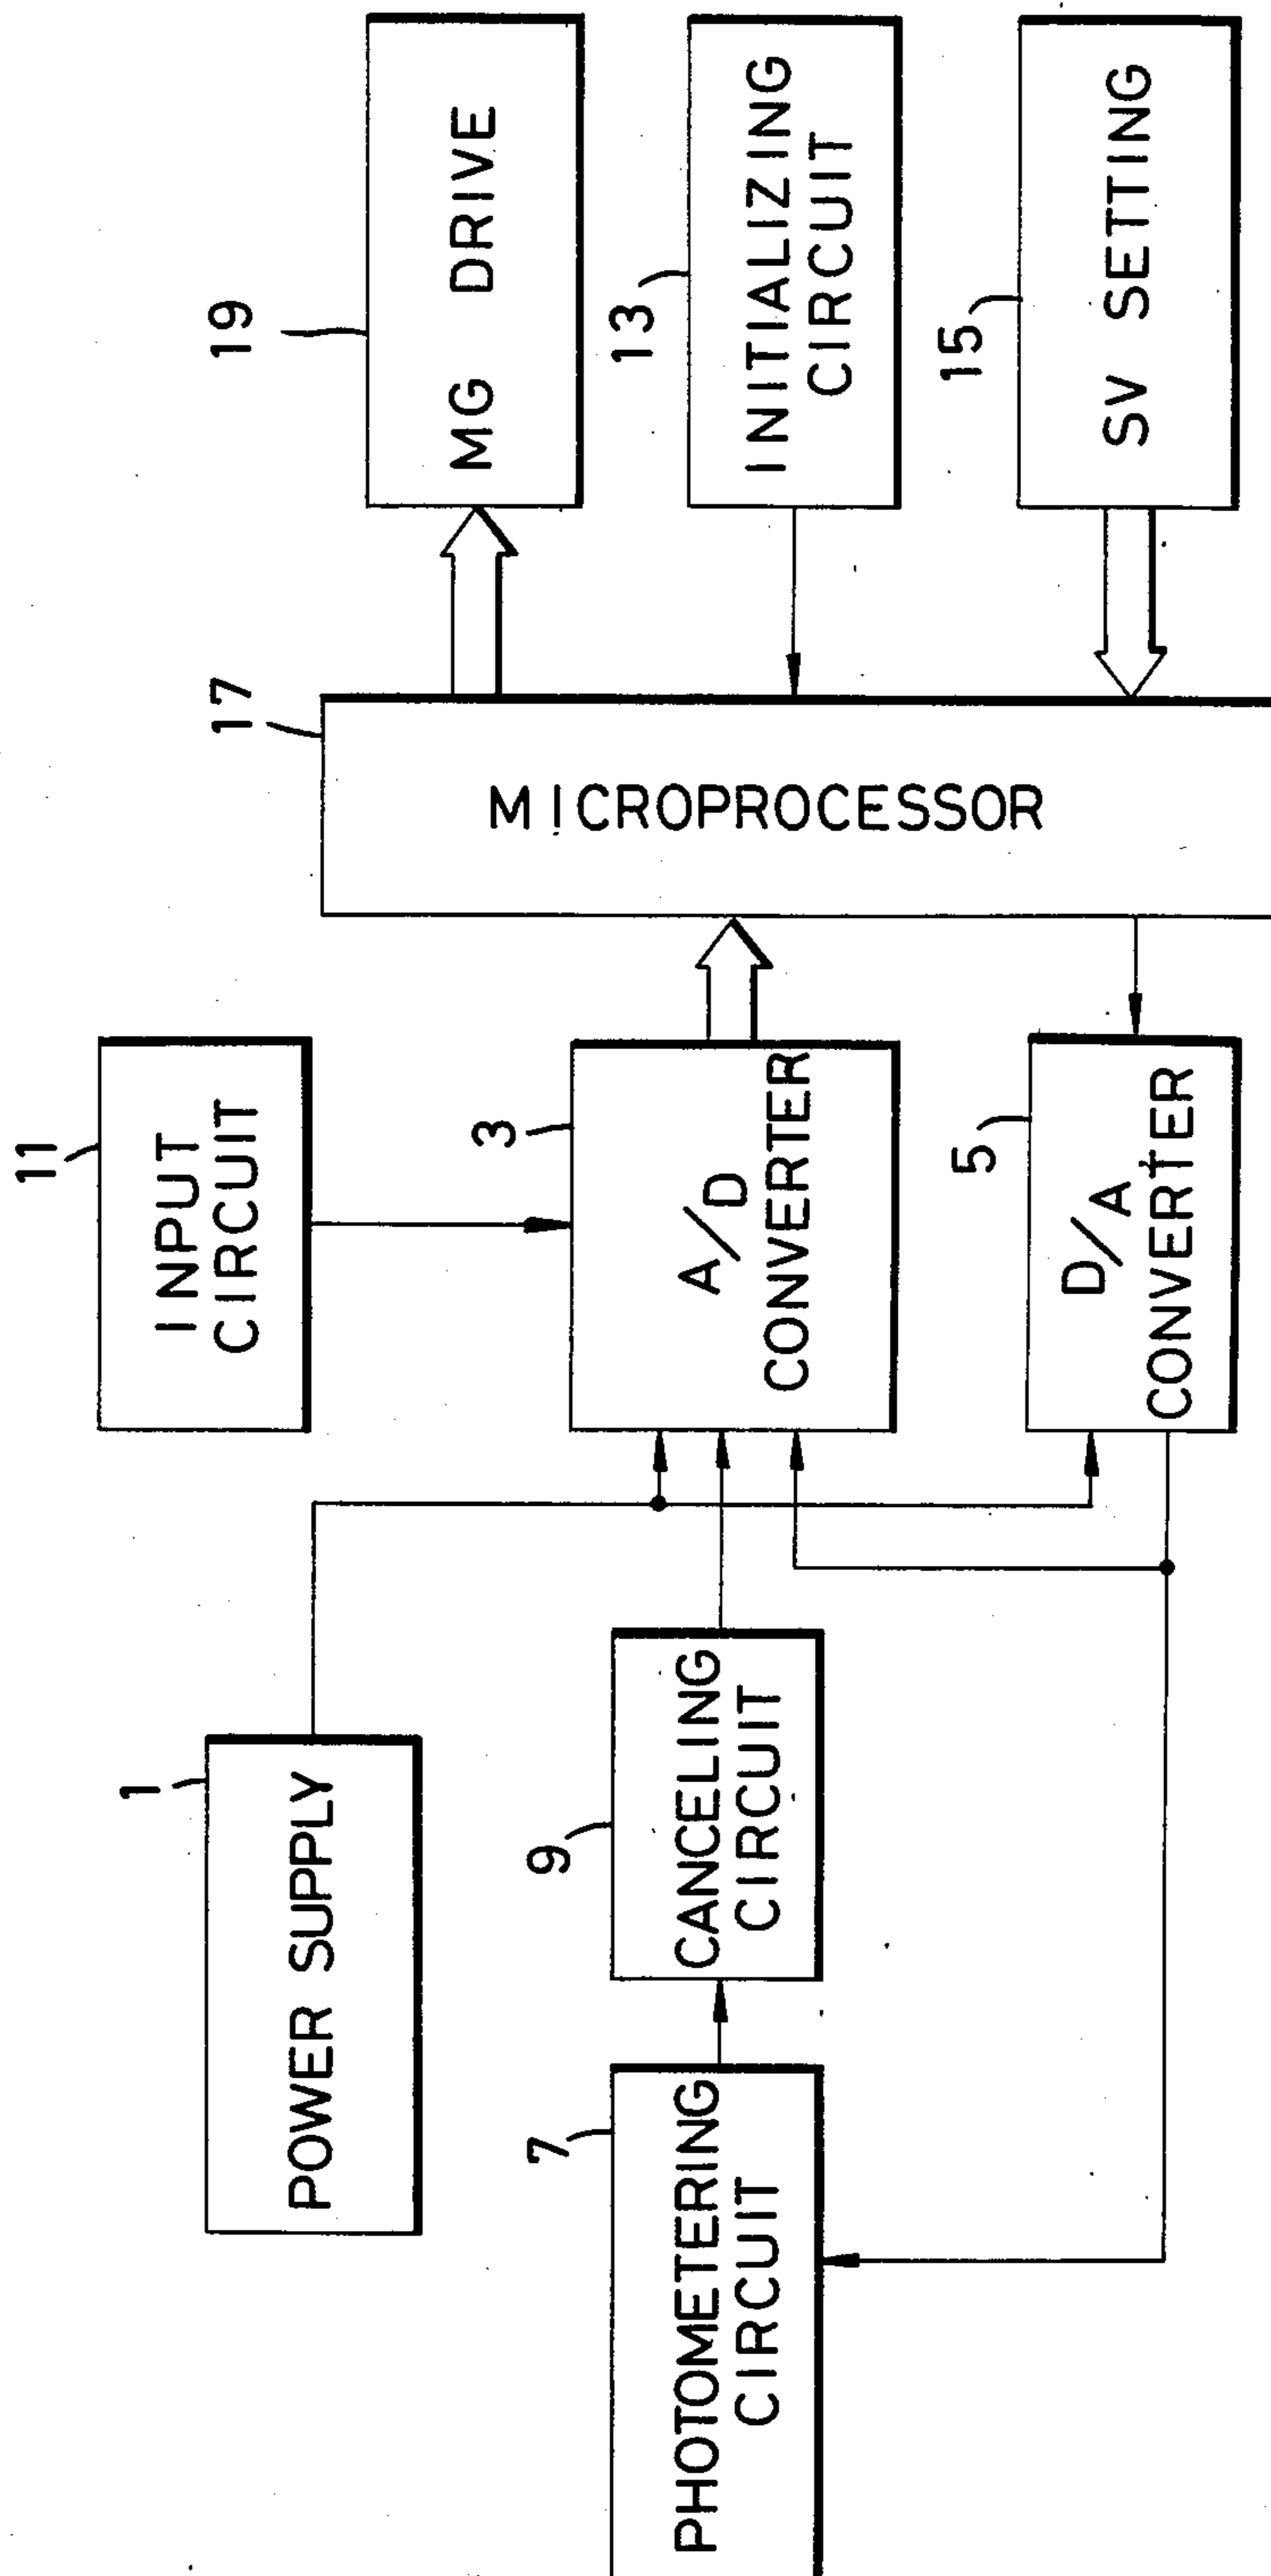 1
POWER SUPPLY
11
INPUT
CIRCUIT
17
MICROPROCESSOR
19
MG DRIVE
7
PHOTOMETERING
CIRCUIT
9
CANCELING
CIRCUIT
3
A/D
CONVERTER
13
INITIALIZING
CIRCUIT
5
D/A
CONVERTER
15
SV SETTING